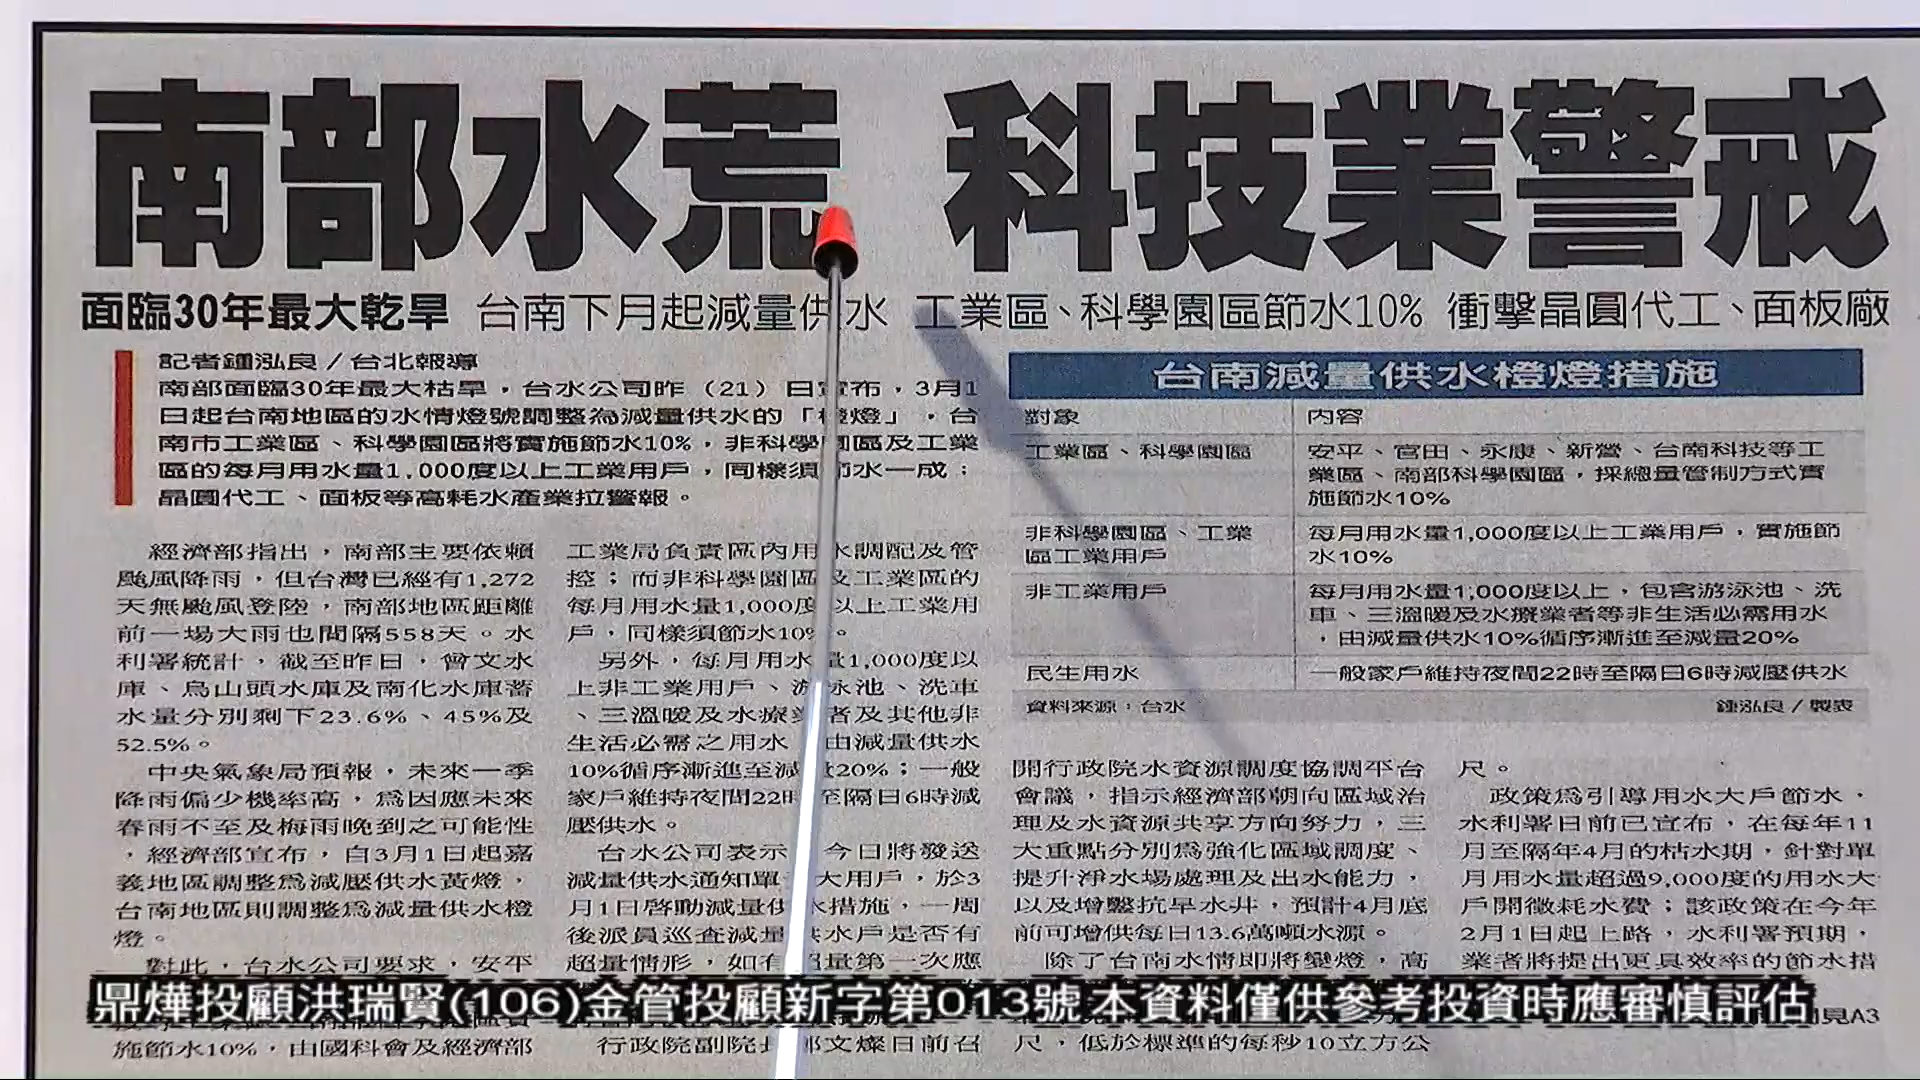 南部水荒 科技業警戒
面臨30年最大乾旱 台南下月起減量供水 工業區、科學園區節水10% 衝擊晶圓代工、面板廠
記者鍾泓良／台北報導
南部面臨30年最大枯旱，台水公司昨（21）日宣布，3月1
日起台南地區的水情燈號調整為減量供水的「橙燈」，台
南市工業區、科學園區將實施節水10%，非科學園區及工業
區的每月用水量1,000度以上工業用戶，同樣須節水一成；
晶圓代工、面板等高耗水產業拉警報。
經濟部指出，南部主要依賴
颱風降雨，但台灣已經有1,272
天無颱風登陸，南部地區距離
前一場大雨也間隔558天。水
利署統計，截至昨日，曾文水
庫、烏山頭水庫及南化水庫蓄
水量分別剩下23.6%、45%及
52.5%。
中央氣象局預報，未來一季
降雨偏少機率高，為因應未來
春雨不至及梅雨晚到之可能性
，經濟部宣布，自3月1日起嘉
義地區調整為減壓供水黃燈，
台南地區則調整為減量供水橙
燈。
對此，台水公司要求，安平
施節水10%，由國科會及經濟部
工業局負責區內用水調配及管
控；而非科學園區及工業區的
每月用水量1,000度以上工業用
戶，同樣須節水10%。
另外，每月用水量1,000度以
上非工業用戶、游泳池、洗車
、三溫暖及水療業者及其他非
生活必需之用水 由減量供水
10%循序漸進至減量20%；一般
家戶維持夜間22時至隔日6時減
壓供水。
台水公司表示 今日將發送
減量供水通知單 大用戶，於3
月1日啓動減量供水措施，一周
後派員巡查減量供水戶是否有
超量情形，如有超量第一次應
行政院副院長鄭文燦日前召
台南減量供水橙燈措施
對象 內容
工業區、科學園區 安平、官田、永康、新營、台南科技等工
業區、南部科學園區，採總量管制方式實
施節水10%
非科學園區、工業
區工業用戶 每月用水量1,000度以上工業用戶，實施節
水10%
非工業用戶 每月用水量1,000度以上，包含游泳池、洗
車、三溫暖及水療業者等非生活必需用水
，由減量供水10%循序漸進至減量20%
民生用水 一般家戶維持夜間22時至隔日6時減壓供水
資料來源：台水 鍾泓良／製表
開行政院水資源調度協調平台
會議，指示經濟部朝向區域治
理及水資源共享方向努力，三
大重點分別為強化區域調度、
提升淨水場處理及出水能力，
以及增鑿抗旱水井，預計4月底
前可增供每日13.6萬噸水源。
除了台南水情即將變燈，高
尺，低於標準的每秒10立方公
尺。
政策為引導用水大戶節水，
水利署日前已宣布，在每年11
月至隔年4月的枯水期，針對單
月用水量超過9,000度的用水大
戶開徵耗水費；該政策在今年
2月1日起上路，水利署預期，
業者將提出更具效率的節水措
見A3
鼎燁投顧洪瑞賢(106)金管投顧新字第013號本資料僅供參考投資時應審慎評估